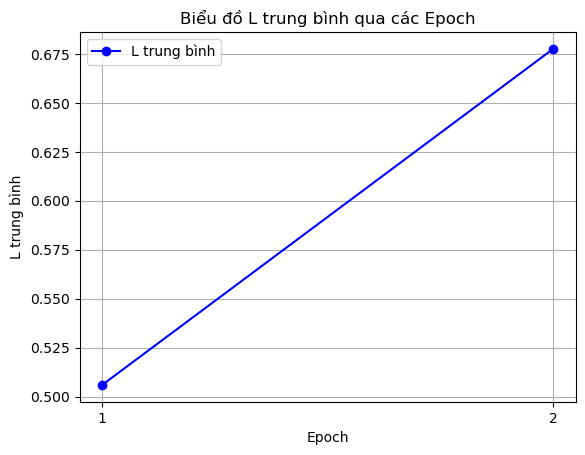 Biểu đồ L trung bình qua các Epoch
L trung bình
0.675
0.650
0.625
0.600
0.575
0.550
0.525
0.500
L trung bình
1
2
Epoch